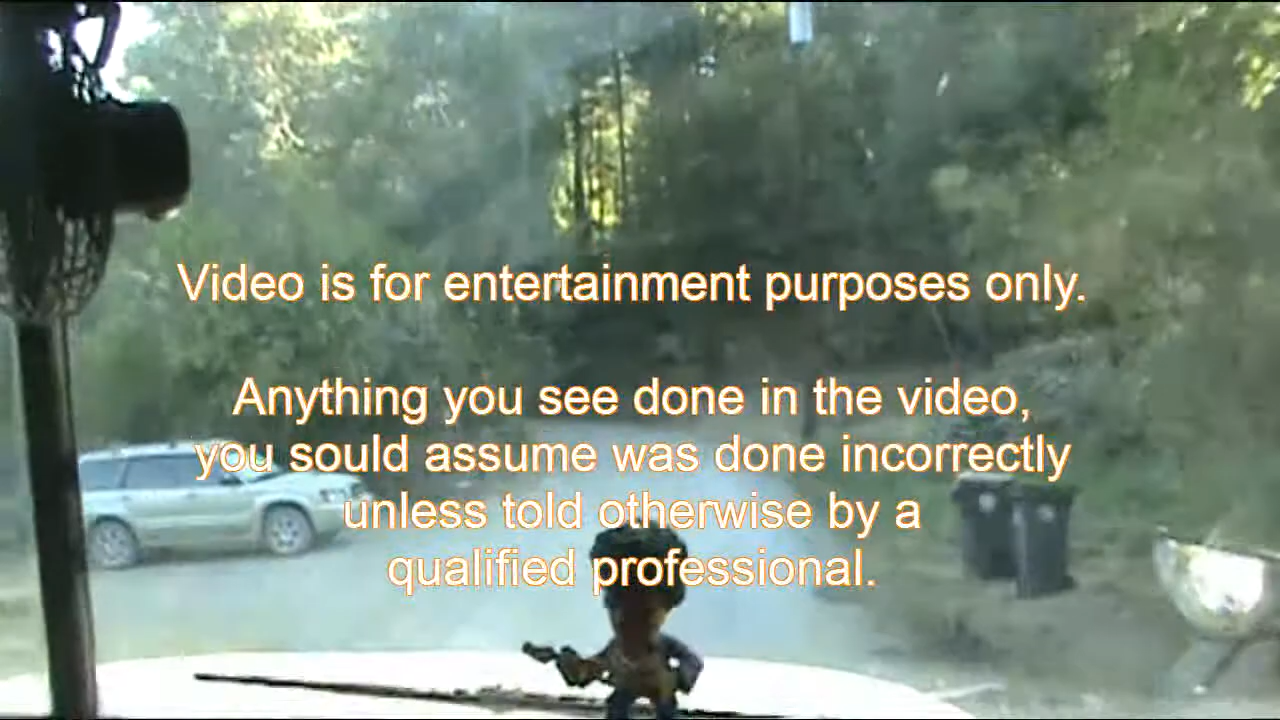 Video is for entertainment purposes only.
Anything you see done in the video,
you sould assume was done incorrectly
unless told otherwise by a
qualified professional.